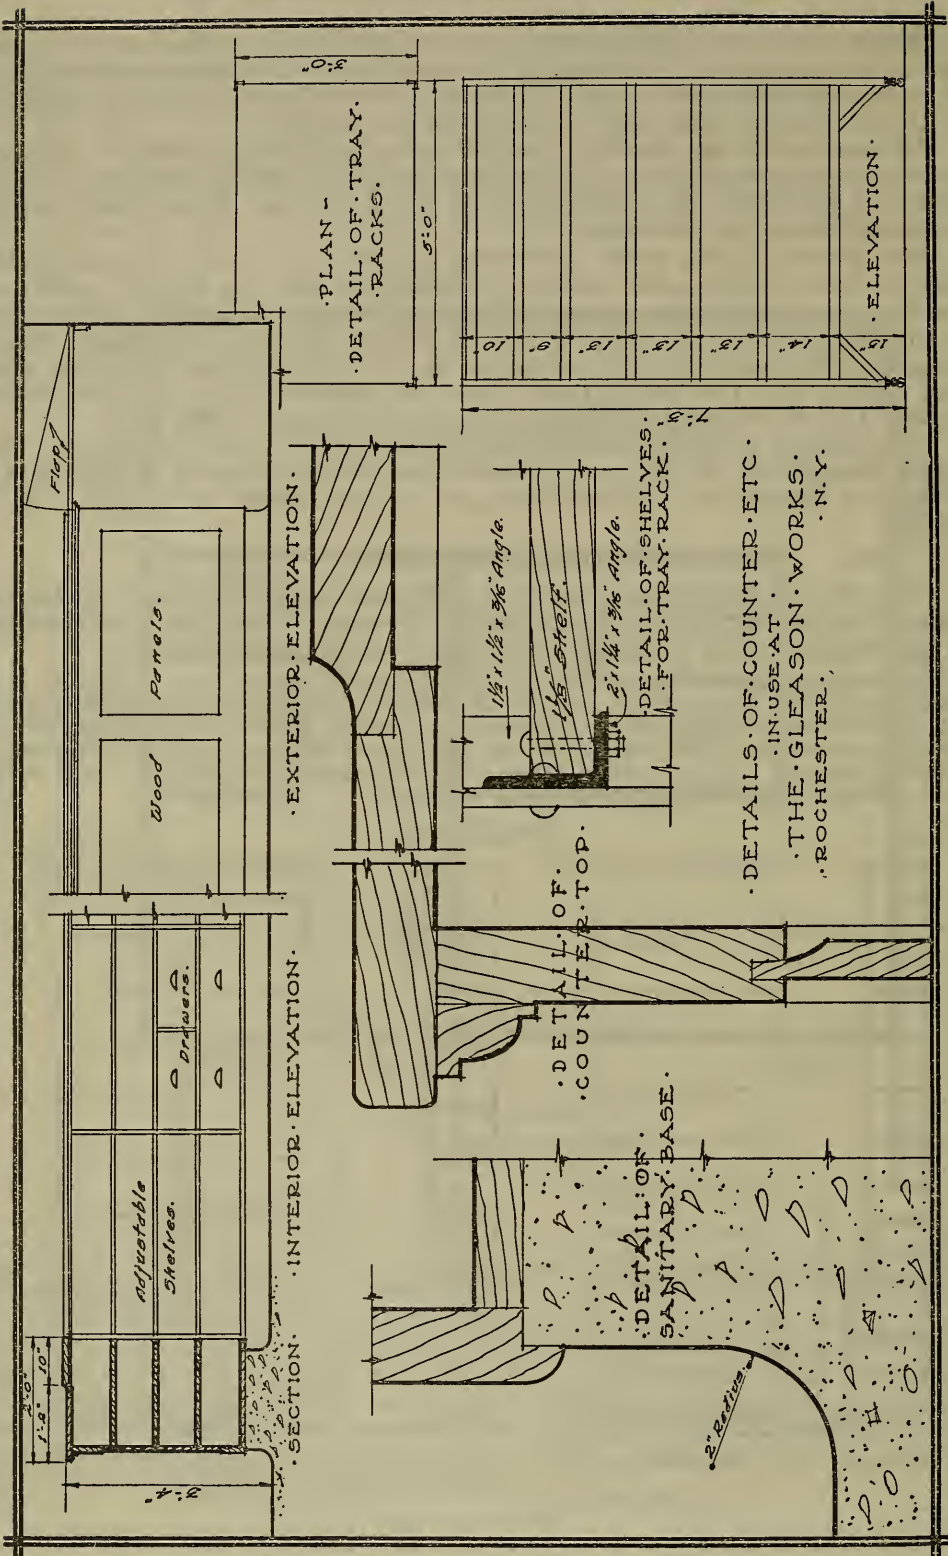 2'-0"
1'-2" 10"
3'-4"
Adjustable
Shelves.
Drawers.
Wood Panels.
Flap
·SECTION· ·INTERIOR·ELEVATION· ·EXTERIOR·ELEVATION·
3'-0"
·PLAN-
·DETAIL·OF·TRAY·
·RACKS·
5'-0"
10"
9"
13"
13"
13"
14"
15"
7'-3"
·ELEVATION·
1½" x 1½" x 3/16" Angle.
1⅛" Shelf.
2" x 1¼" x 3/16" Angle.
·DETAIL·OF·SHELVES·
·FOR·TRAY·RACK·
·DETAIL·OF·
·COUNTER·TOP·
·DETAIL·OF·
SANITARY·BASE·
2" Radius.
·DETAILS·OF·COUNTER·ETC·
·IN·USE·AT·
·THE·GLEASON·WORKS·
·ROCHESTER· ·N.Y.